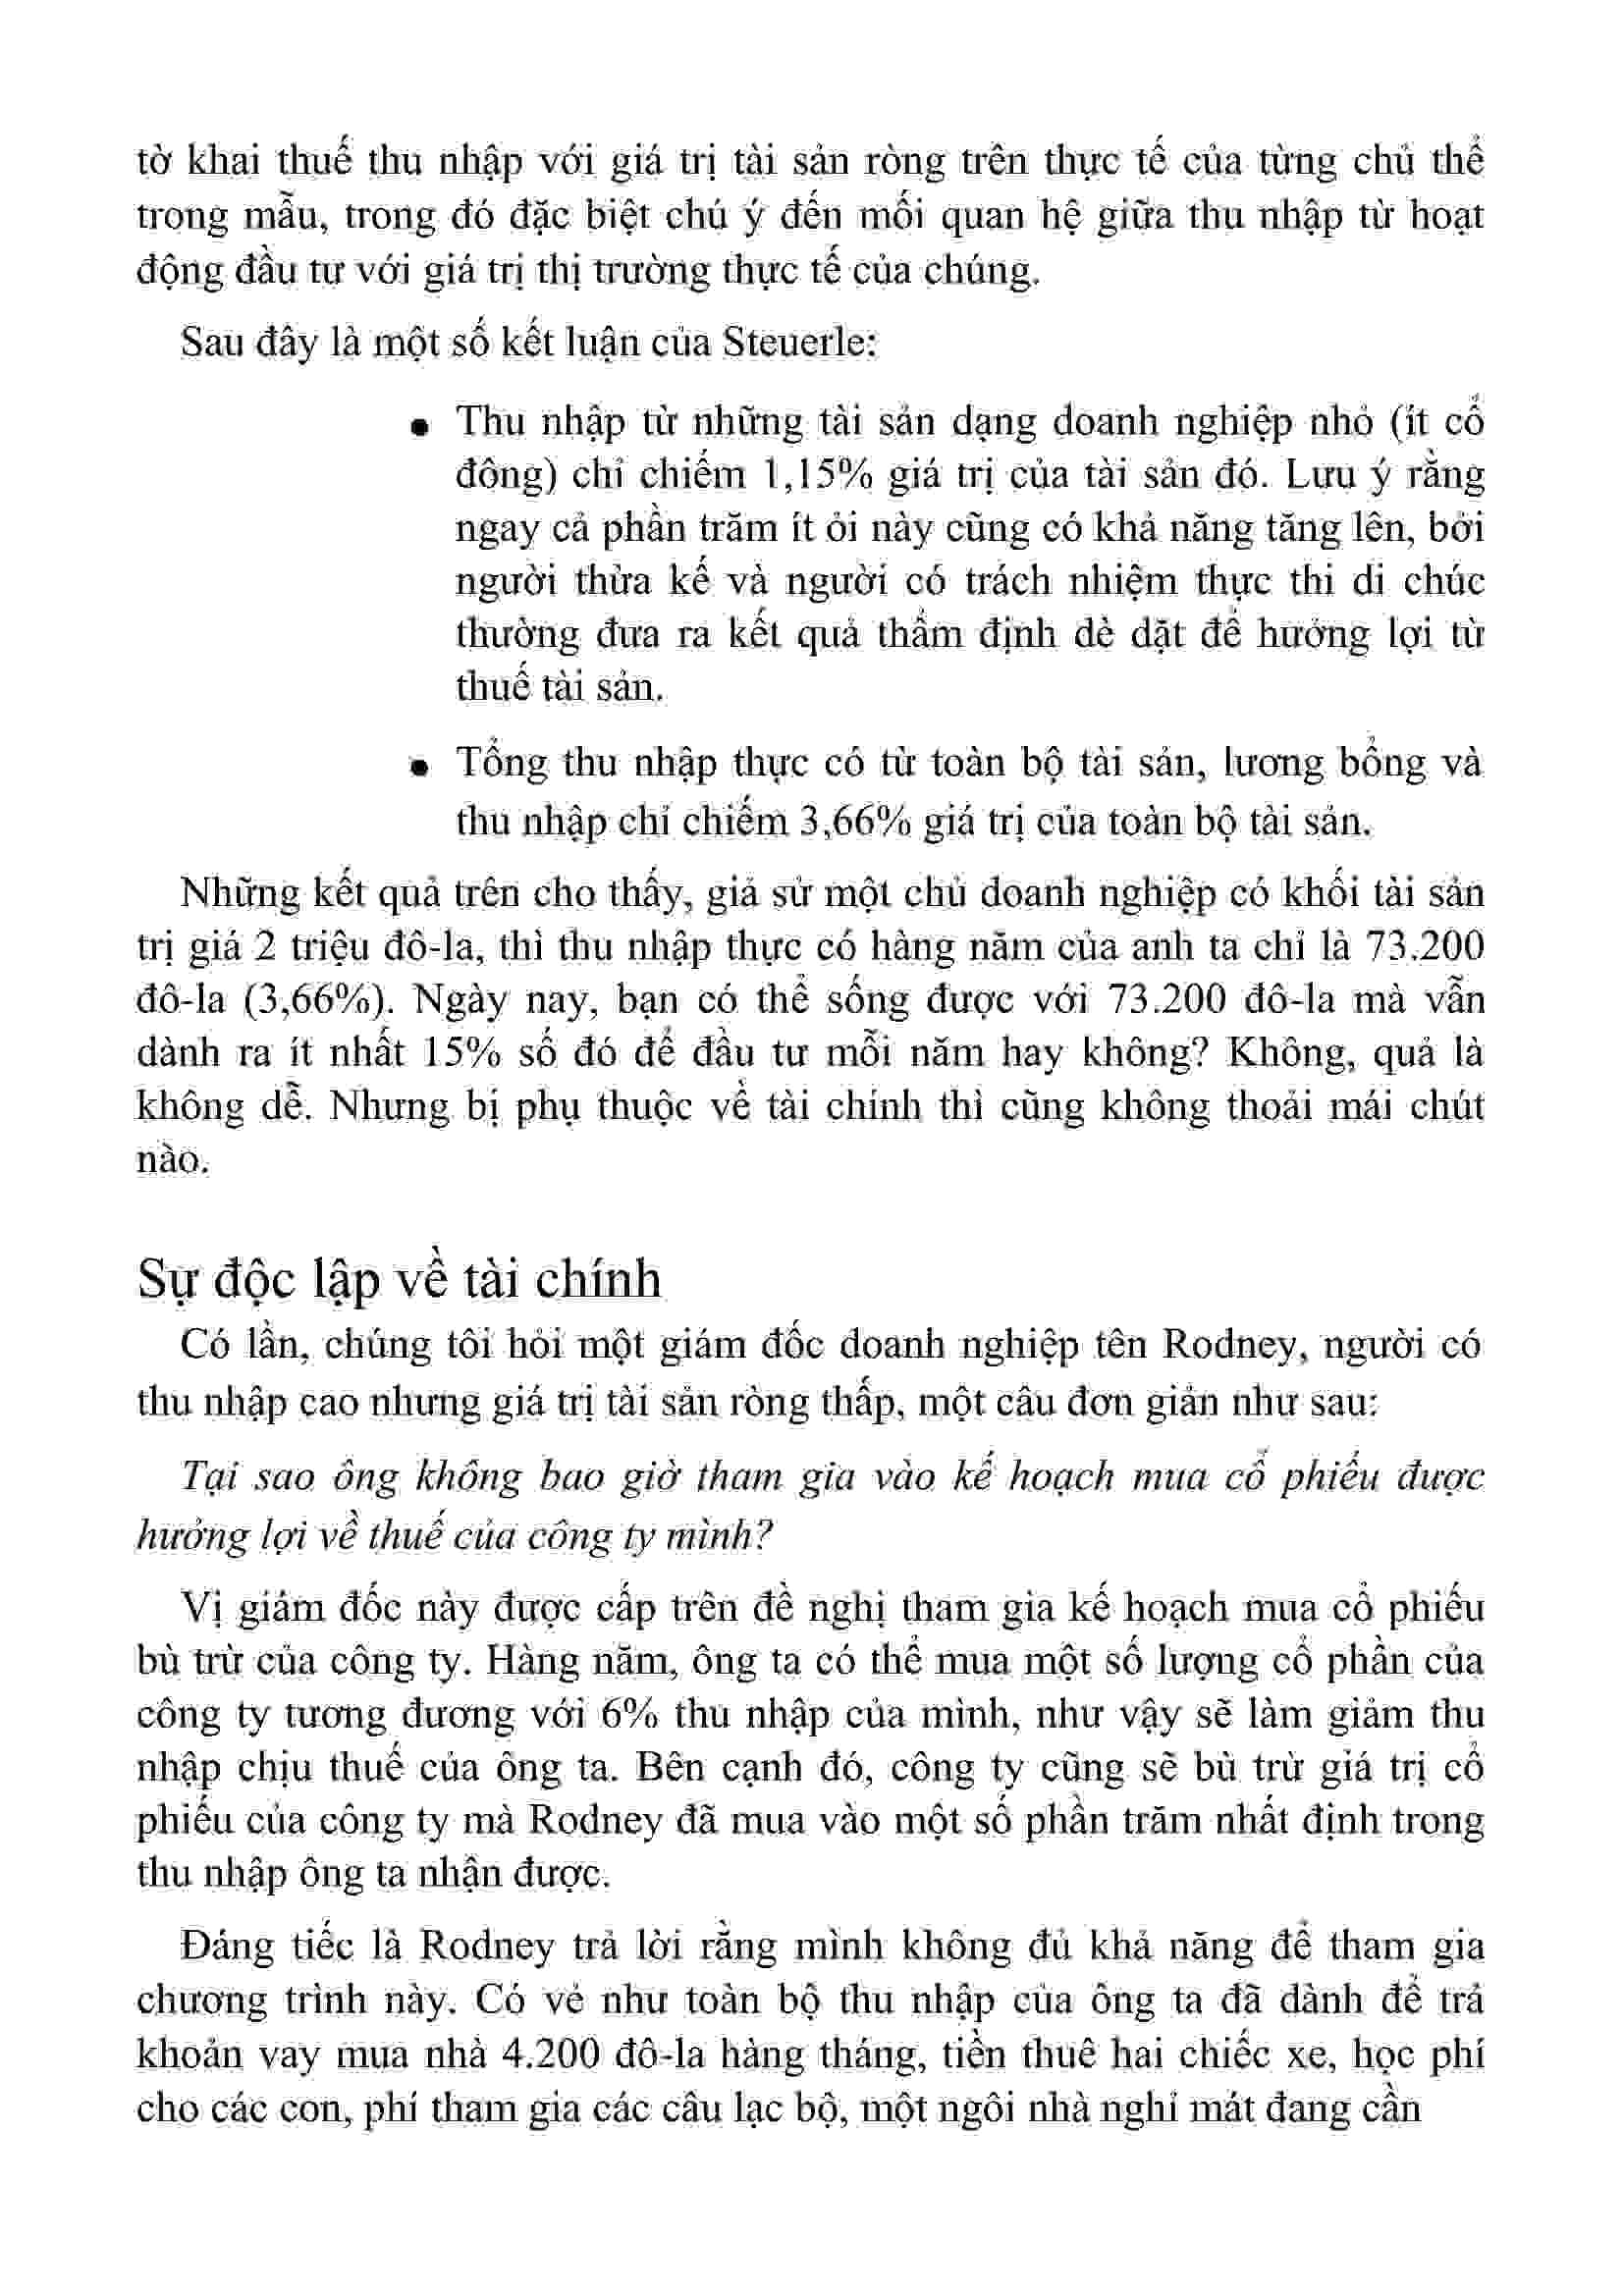 tờ khai thuế thu nhập với giá trị tài sản ròng trên thực tế của từng chủ thể
trong mẫu, trong đó đặc biệt chú ý đến mối quan hệ giữa thu nhập từ hoạt
động đầu tư với giá trị thị trường thực tế của chúng.
Sau đây là một số kết luận của Steuerle:
● Thu nhập từ những tài sản dạng doanh nghiệp nhỏ (ít cổ
đông) chỉ chiếm 1,15% giá trị của tài sản đó. Lưu ý rằng
ngay cả phần trăm ít ỏi này cũng có khả năng tăng lên, bởi
người thừa kế và người có trách nhiệm thực thi di chúc
thường đưa ra kết quả thẩm định dè dặt để hưởng lợi từ
thuế tài sản.
● Tổng thu nhập thực có từ toàn bộ tài sản, lương bổng và
thu nhập chỉ chiếm 3,66% giá trị của toàn bộ tài sản.
Những kết quả trên cho thấy, giả sử một chủ doanh nghiệp có khối tài sản
trị giá 2 triệu đô-la, thì thu nhập thực có hàng năm của anh ta chỉ là 73.200
đô-la (3,66%). Ngày nay, bạn có thể sống được với 73.200 đô-la mà vẫn
dành ra ít nhất 15% số đó để đầu tư mỗi năm hay không? Không, quả là
không dễ. Nhưng bị phụ thuộc về tài chính thì cũng không thoải mái chút
nào.
Sự độc lập về tài chính
Có lần, chúng tôi hỏi một giám đốc doanh nghiệp tên Rodney, người có
thu nhập cao nhưng giá trị tài sản ròng thấp, một câu đơn giản như sau:
Tại sao ông không bao giờ tham gia vào kế hoạch mua cổ phiếu được
hưởng lợi về thuế của công ty mình?
Vị giám đốc này được cấp trên đề nghị tham gia kế hoạch mua cổ phiếu
bù trừ của công ty. Hàng năm, ông ta có thể mua một số lượng cổ phần của
công ty tương đương với 6% thu nhập của mình, như vậy sẽ làm giảm thu
nhập chịu thuế của ông ta. Bên cạnh đó, công ty cũng sẽ bù trừ giá trị cổ
phiếu của công ty mà Rodney đã mua vào một số phần trăm nhất định trong
thu nhập ông ta nhận được.
Đáng tiếc là Rodney trả lời rằng mình không đủ khả năng để tham gia
chương trình này. Có vẻ như toàn bộ thu nhập của ông ta đã dành để trả
khoản vay mua nhà 4.200 đô-la hàng tháng, tiền thuê hai chiếc xe, học phí
cho các con, phí tham gia các câu lạc bộ, một ngôi nhà nghỉ mát đang cần